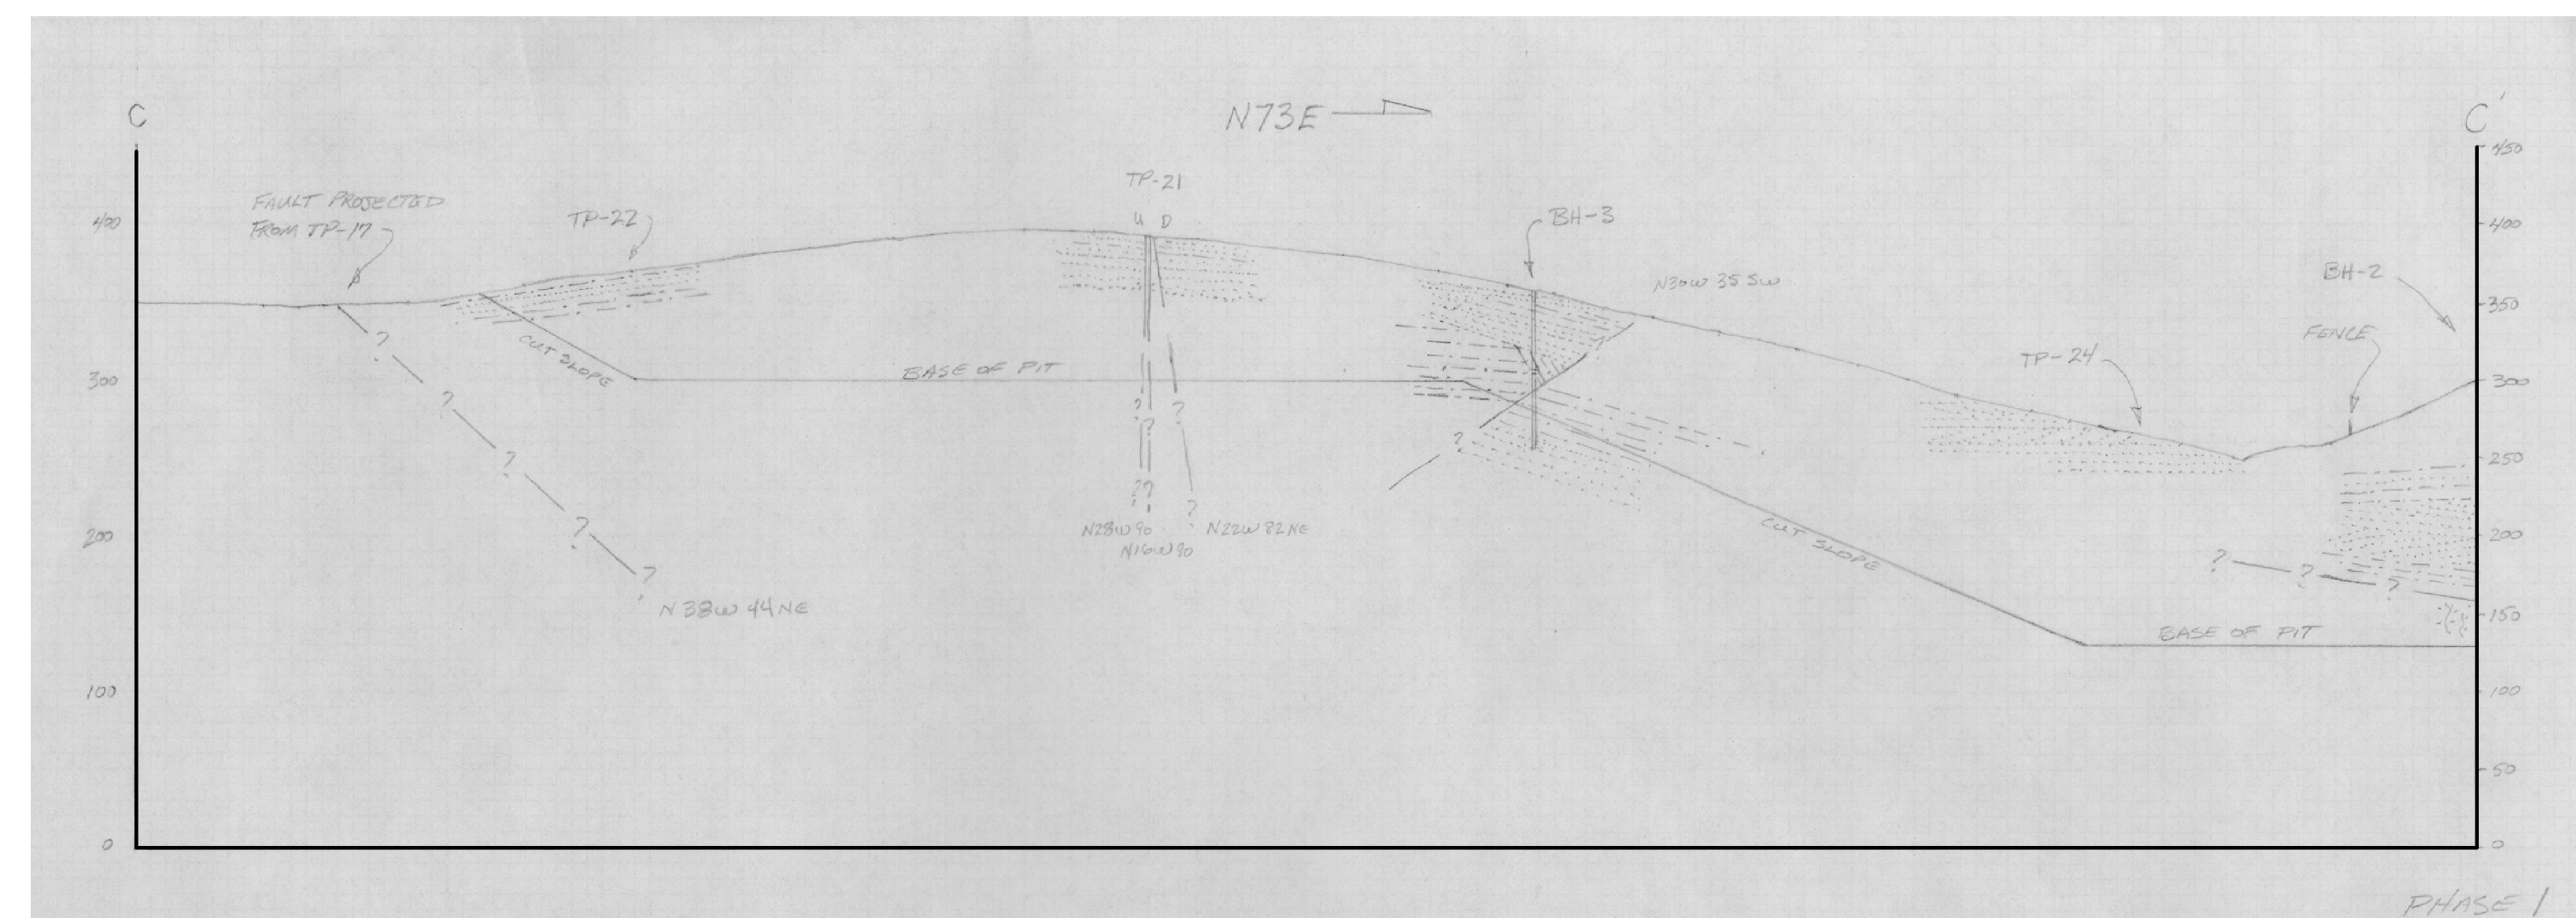 N73E
C
C'
450
TP-21
FAULT PROJECTED
FROM TP-17
TP-22
U D
BH-3
400
400
BH-2
N30W 35 SW
350
FENCE
TP-24
CUT SLOPE
BASE OF PIT
300
300
?
?
?
?
?
?
?
?
250
?
?
? ?
?
N28W 90
N22W 82NE
N16W 90
CUT SLOPE
200
200
?
?
?
?
?
N38W 44NE
150
BASE OF PIT
100
100
50
0
0
PHASE 1